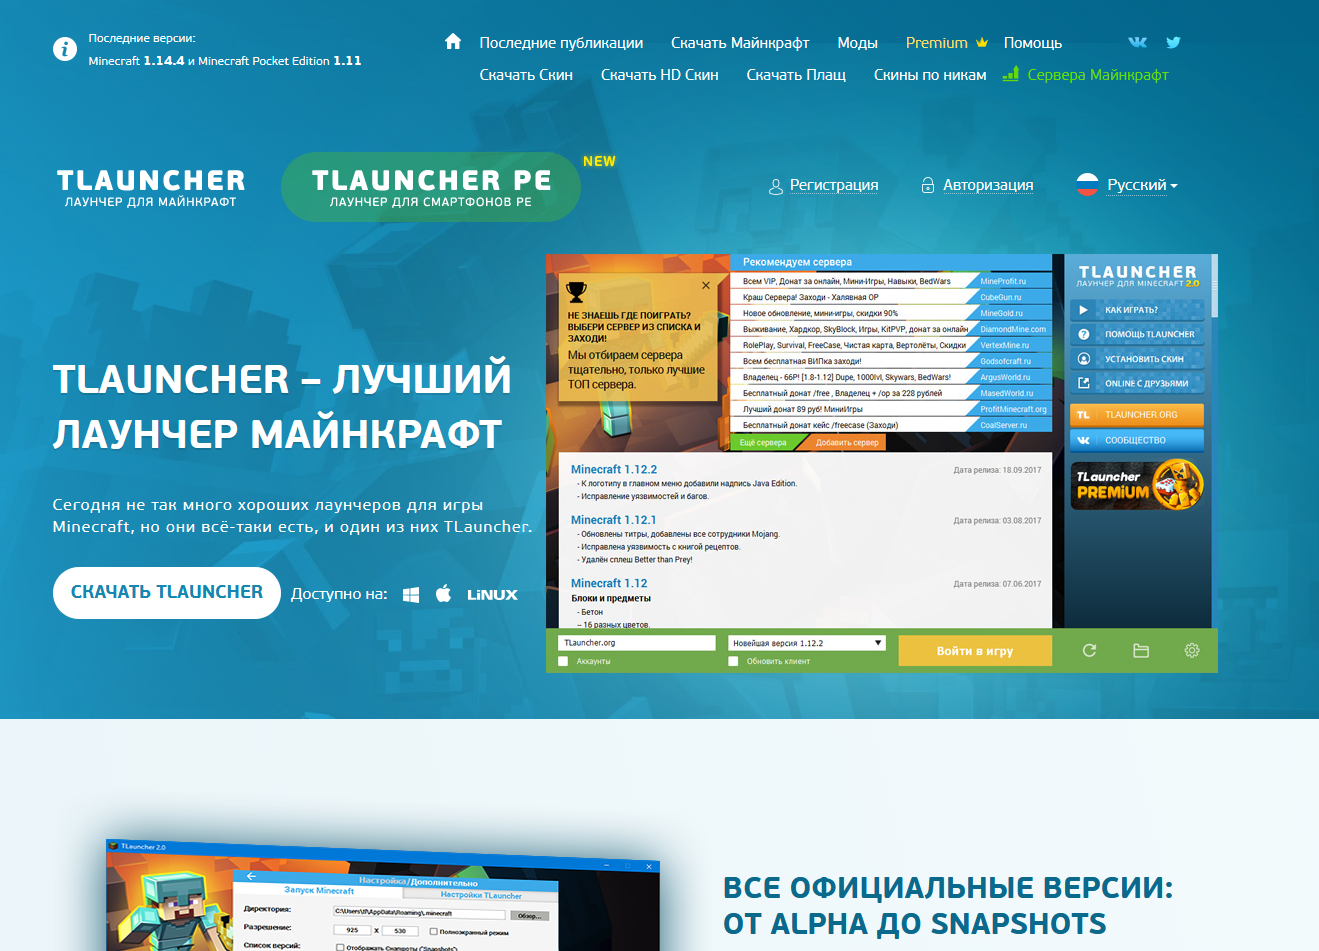 Последние версии:
Minecraft 1.14.4 и Minecraft Pocket Edition 1.11
Последние публикации Скачать Майнкрафт Моды Premium Помощь
Скачать Скин Скачать HD Скин Скачать Плащ Скины по никам Сервера Майнкрафт
TLAUNCHER
ЛАУНЧЕР ДЛЯ МАЙНКРАФТ
TLAUNCHER PE
ЛАУНЧЕР ДЛЯ СМАРТФОНОВ PE
NEW
Регистрация Авторизация Русский
TLAUNCHER – ЛУЧШИЙ
ЛАУНЧЕР МАЙНКРАФТ
Сегодня не так много хороших лаунчеров для игры
Minecraft, но они всё-таки есть, и один из них TLauncher.
СКАЧАТЬ TLAUNCHER
Доступно на:
LiNUX
НЕ ЗНАЕШЬ ГДЕ ПОИГРАТЬ?
ВЫБЕРИ СЕРВЕР ИЗ СПИСКА И
ЗАХОДИ!
Мы отбираем сервера
тщательно, только лучшие
ТОП сервера.
Рекомендуем сервера
Всем VIP, Донат за онлайн, Мини-Игры, Навыки, BedWars MineProfit.ru
Краш Сервера! Заходи - Халявная OP CubeGun.ru
Новое обновление, мини-игры, скидки 90% MineGold.ru
Выживание, Хардкор, SkyBlock, Игры, KitPVP, донат за онлайн DiamondMine.com
RolePlay, Survival, FreeCase, Чистая карта, Вертолёты, Скидки VertexMine.ru
Всем бесплатная ВИПка заходи! Godsofcraft.ru
Владелец - 66Р! [1.8-1.12] Dupe, 1000lvl, Skywars, BedWars! ArgusWorld.ru
Бесплатный донат /free , Владелец + /op за 228 рублей MasedWorld.ru
Лучший донат 89 руб! МиниИгры ProfitMinecraft.org
Бесплатный донат кейс /freecase (Заходи) CoalServer.ru
Ещё сервера Добавить сервер
Minecraft 1.12.2 Дата релиза: 18.09.2017
- К логотипу в главном меню добавили надпись Java Edition.
- Исправление уязвимостей и багов.
Minecraft 1.12.1 Дата релиза: 03.08.2017
- Обновлены титры, добавлены все сотрудники Mojang.
- Исправлена уязвимость с книгой рецептов.
- Удалён сплеш Better than Prey!
Minecraft 1.12 Дата релиза: 07.06.2017
Блоки и предметы
- Бетон
-- 16 разных цветов.
TLauncher.org
Аккаунты
Новейшая версия 1.12.2
Обновить клиент
Войти в игру
TLAUNCHER
ЛАУНЧЕР ДЛЯ MINECRAFT 2.0
КАК ИГРАТЬ?
ПОМОЩЬ TLAUNCHER
УСТАНОВИТЬ СКИН
ONLINE С ДРУЗЬЯМИ
TL TLAUNCHER.ORG
СООБЩЕСТВО
TLauncher
PREMIUM
TLauncher 2.0
Настройка/Дополнительно
Запуск Minecraft Настройки TLauncher
Директория: C:\Users\fl\AppData\Roaming\.minecraft Обзор...
Разрешение: 925 X 530 Полноэкранный режим
Список версий: Отображать Снапшоты ("Snapshots")
ВСЕ ОФИЦИАЛЬНЫЕ ВЕРСИИ:
ОТ ALPHA ДО SNAPSHOTS